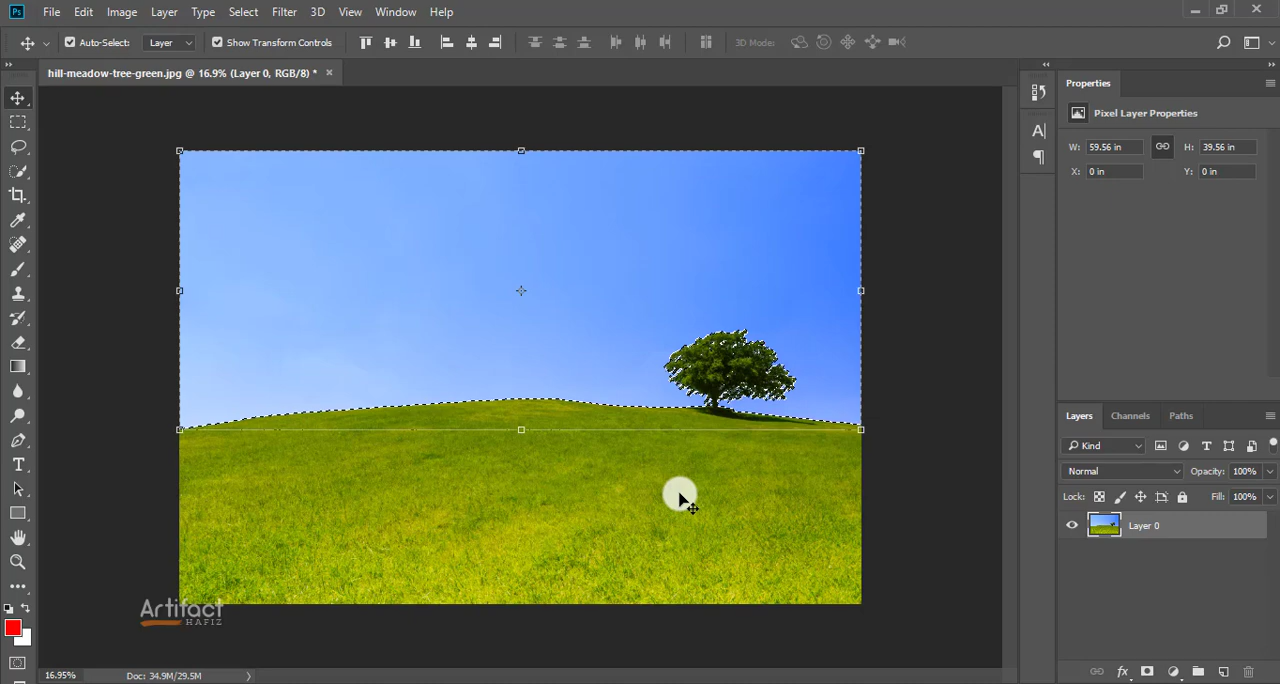 Ps File Edit Image Layer Type Select Filter 3D View Window Help
Auto-Select: Layer Show Transform Controls 3D Mode:
hill-meadow-tree-green.jpg @ 16.9% (Layer 0, RGB/8) * ×
Properties
Pixel Layer Properties
W: 59.56 in H: 39.56 in
X: 0 in Y: 0 in
Layers Channels Paths
Kind
Normal Opacity: 100%
Lock: Fill: 100%
Layer 0
Artifact
HAFIZ
16.95% Doc: 34.9M/29.5M